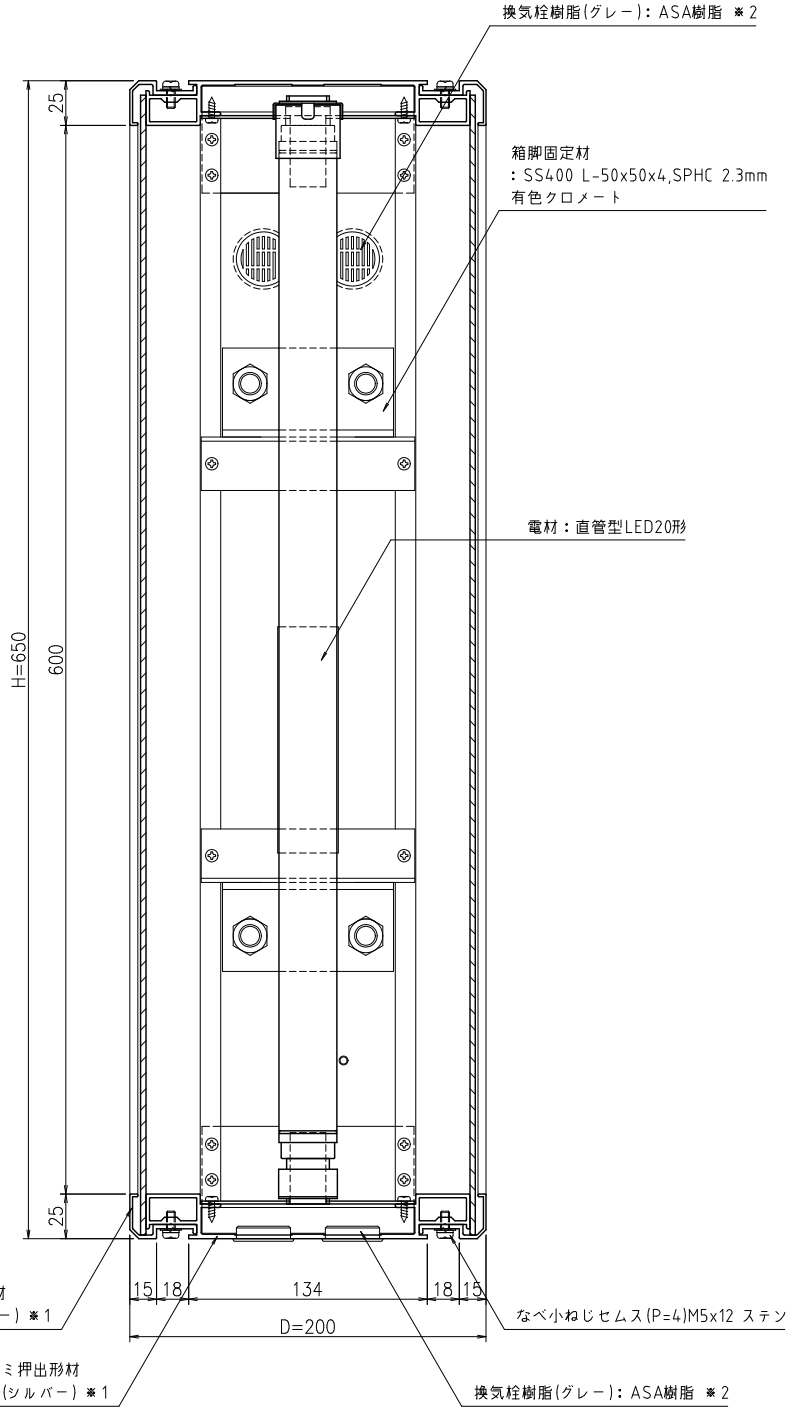 換気栓樹脂(グレー): ASA樹脂 ※2
25
箱脚固定材
: SS400 L-50x50x4,SPHC 2.3mm
有色クロメート
電材：直管型LED20形
H=650
600
25
15 18 134 18 15
材
ー) ※1
なべ小ねじセムス(P=4)M5x12 ステン
D=200
ミ押出形材
(シルバー) ※1
換気栓樹脂(グレー): ASA樹脂 ※2